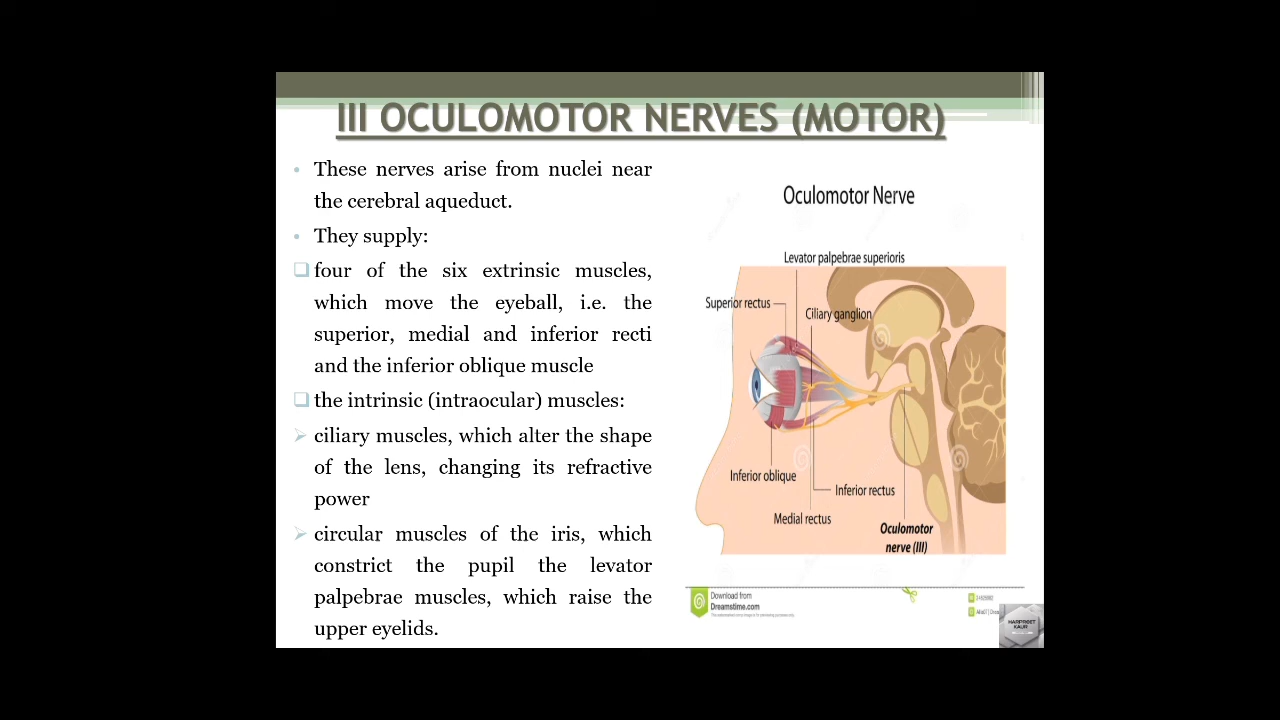 III OCULOMOTOR NERVES (MOTOR)
These nerves arise from nuclei near
the cerebral aqueduct.
They supply:
four of the six extrinsic muscles,
which move the eyeball, i.e. the
superior, medial and inferior recti
and the inferior oblique muscle
the intrinsic (intraocular) muscles:
ciliary muscles, which alter the shape
of the lens, changing its refractive
power
circular muscles of the iris, which
constrict the pupil the levator
palpebrae muscles, which raise the
upper eyelids.
Oculomotor Nerve
Levator palpebrae superioris
Superior rectus
Ciliary ganglion
Inferior oblique
Inferior rectus
Medial rectus
Oculomotor
nerve (III)
Download from
Dreamstime.com
HARPREET
KAUR